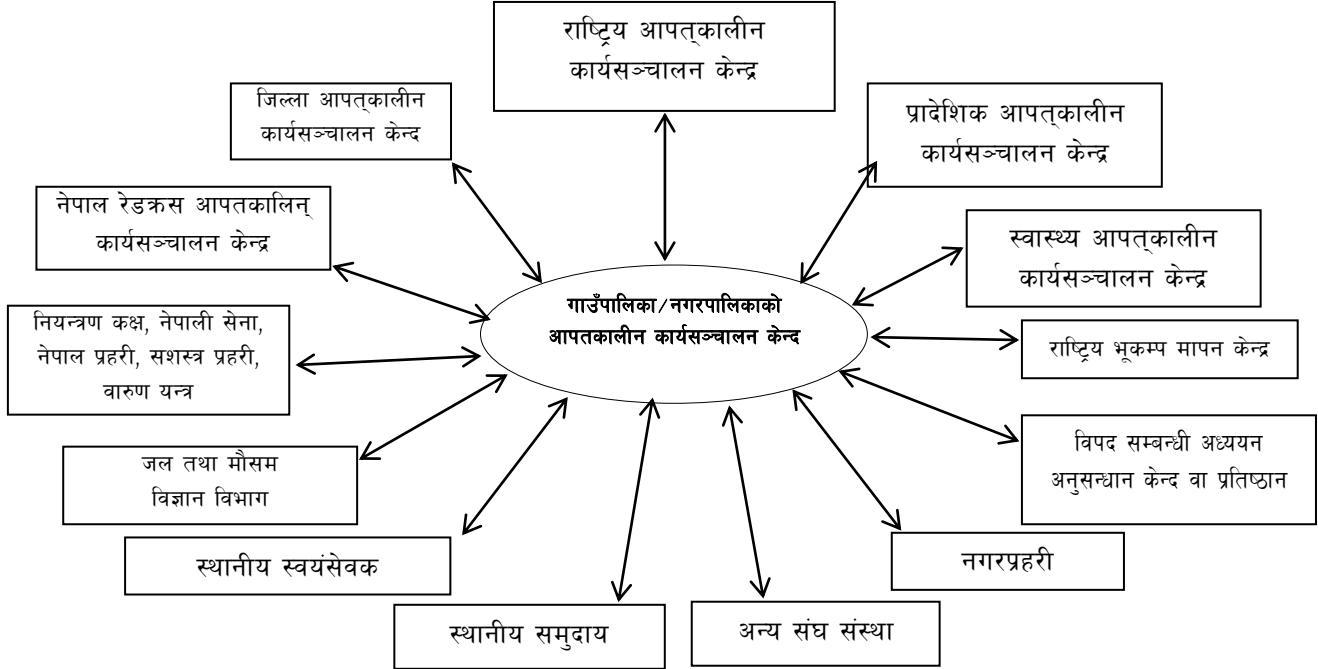 राष्ट्रिय आपत्‌कालीन
कार्यसञ्चालन केन्द्र
जिल्ला आपत्‌कालीन
कार्यसञ्चालन केन्द
प्रादेशिक आपत्‌कालीन
कार्यसञ्चालन केन्द्र
नेपाल रेडक्रस आपतकालिन्
कार्यसञ्चालन केन्द्र
स्वास्थ्य आपत्‌कालीन
कार्यसञ्चालन केन्द्र
गाउँपालिका/नगरपालिकाको
आपतकालीन कार्यसञ्चालन केन्द
नियन्त्रण कक्ष, नेपाली सेना,
नेपाल प्रहरी, सशस्त्र प्रहरी,
वारुण यन्त्र
राष्ट्रिय भूकम्प मापन केन्द्र
जल तथा मौसम
विज्ञान विभाग
विपद सम्बन्धी अध्ययन
अनुसन्धान केन्द वा प्रतिष्ठान
स्थानीय स्वयंसेवक
नगरप्रहरी
स्थानीय समुदाय
अन्य संघ संस्था